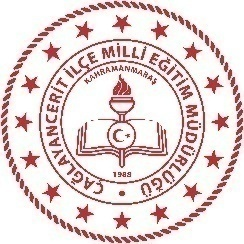 ÇAĞLAYANCERİT İLÇE MİLLİ EĞİTİM MÜDÜRLÜĞÜ
KAHRAMANMARAŞ
1988